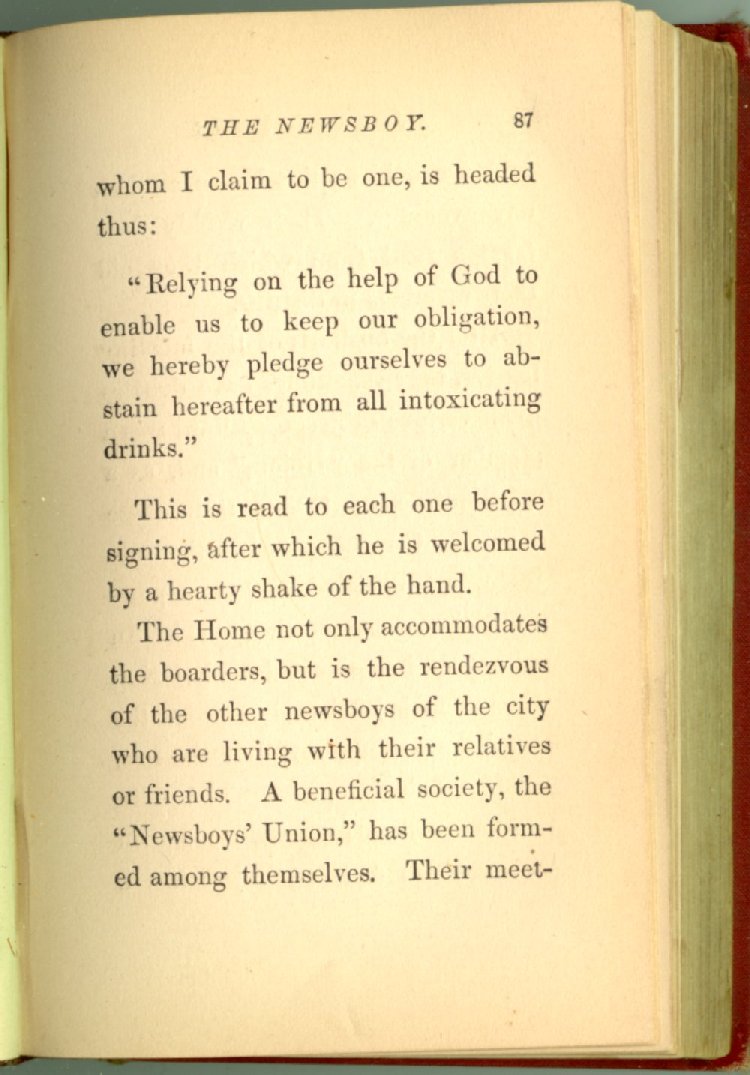 THE NEWSBOY. 87
whom I claim to be one, is headed
thus:
“Relying on the help of God to
enable us to keep our obligation,
we hereby pledge ourselves to ab-
stain hereafter from all intoxicating
drinks.”
This is read to each one before
signing, after which he is welcomed
by a hearty shake of the hand.
The Home not only accommodates
the boarders, but is the rendezvous
of the other newsboys of the city
who are living with their relatives
or friends. A beneficial society, the
“Newsboys’ Union,” has been form-
ed among themselves. Their meet-